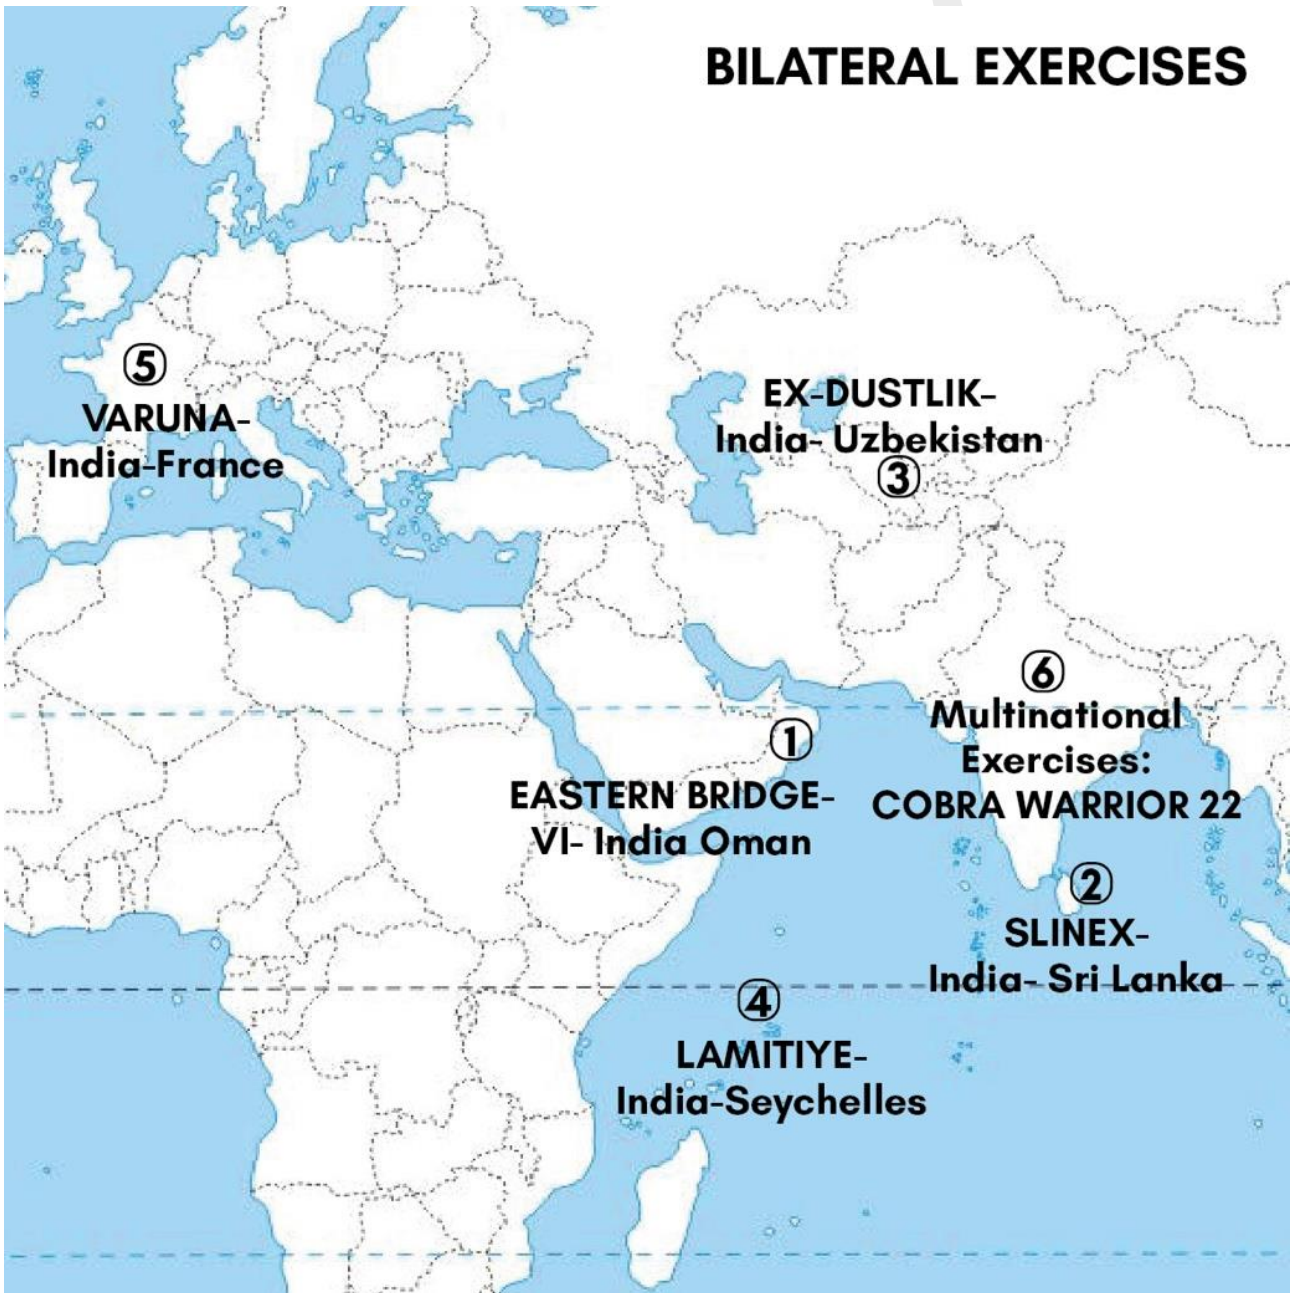 BILATERAL EXERCISES
5
VARUNA-
India-France
EX-DUSTLIK-
India- Uzbekistan
3
6
Multinational
Exercises:
COBRA WARRIOR 22
1
EASTERN BRIDGE-
VI- India Oman
2
SLINEX-
India- Sri Lanka
4
LAMITIYE-
India-Seychelles